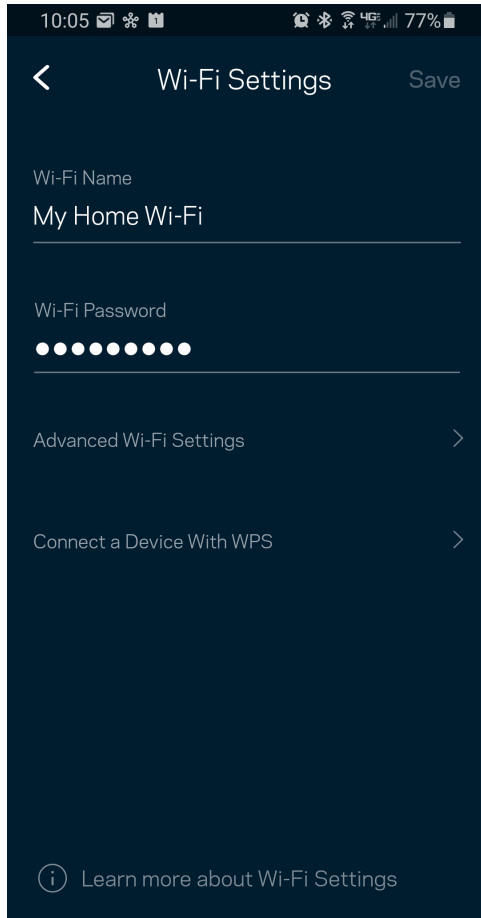 10:05 4GE 77%
Wi-Fi Settings Save
Wi-Fi Name
My Home Wi-Fi
Wi-Fi Password
●●●●●●●●●
Advanced Wi-Fi Settings
Connect a Device With WPS
Learn more about Wi-Fi Settings